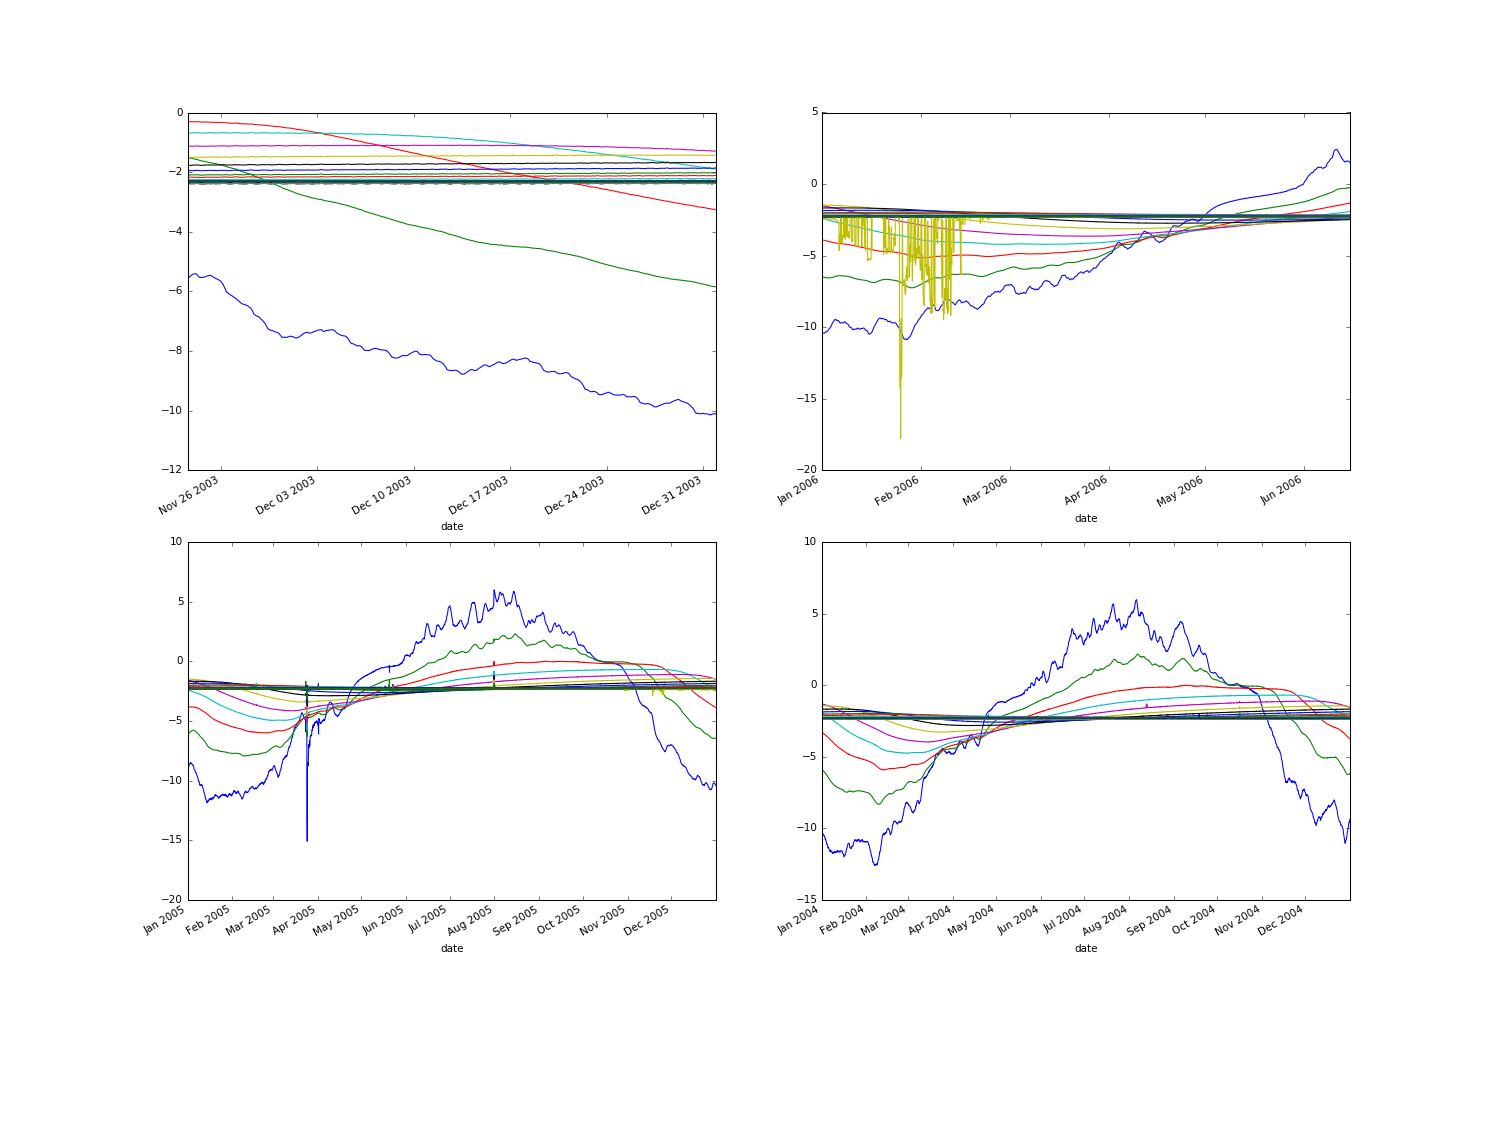 0
−2
−4
−6
−8
−10
−12
Nov 26 2003
Dec 03 2003
Dec 10 2003
Dec 17 2003
Dec 24 2003
Dec 31 2003
date
5
0
−5
−10
−15
−20
Jan 2006
Feb 2006
Mar 2006
Apr 2006
May 2006
Jun 2006
date
10
5
0
−5
−10
−15
−20
Jan 2005
Feb 2005
Mar 2005
Apr 2005
May 2005
Jun 2005
Jul 2005
Aug 2005
Sep 2005
Oct 2005
Nov 2005
Dec 2005
date
10
5
0
−5
−10
−15
Jan 2004
Feb 2004
Mar 2004
Apr 2004
May 2004
Jun 2004
Jul 2004
Aug 2004
Sep 2004
Oct 2004
Nov 2004
Dec 2004
date